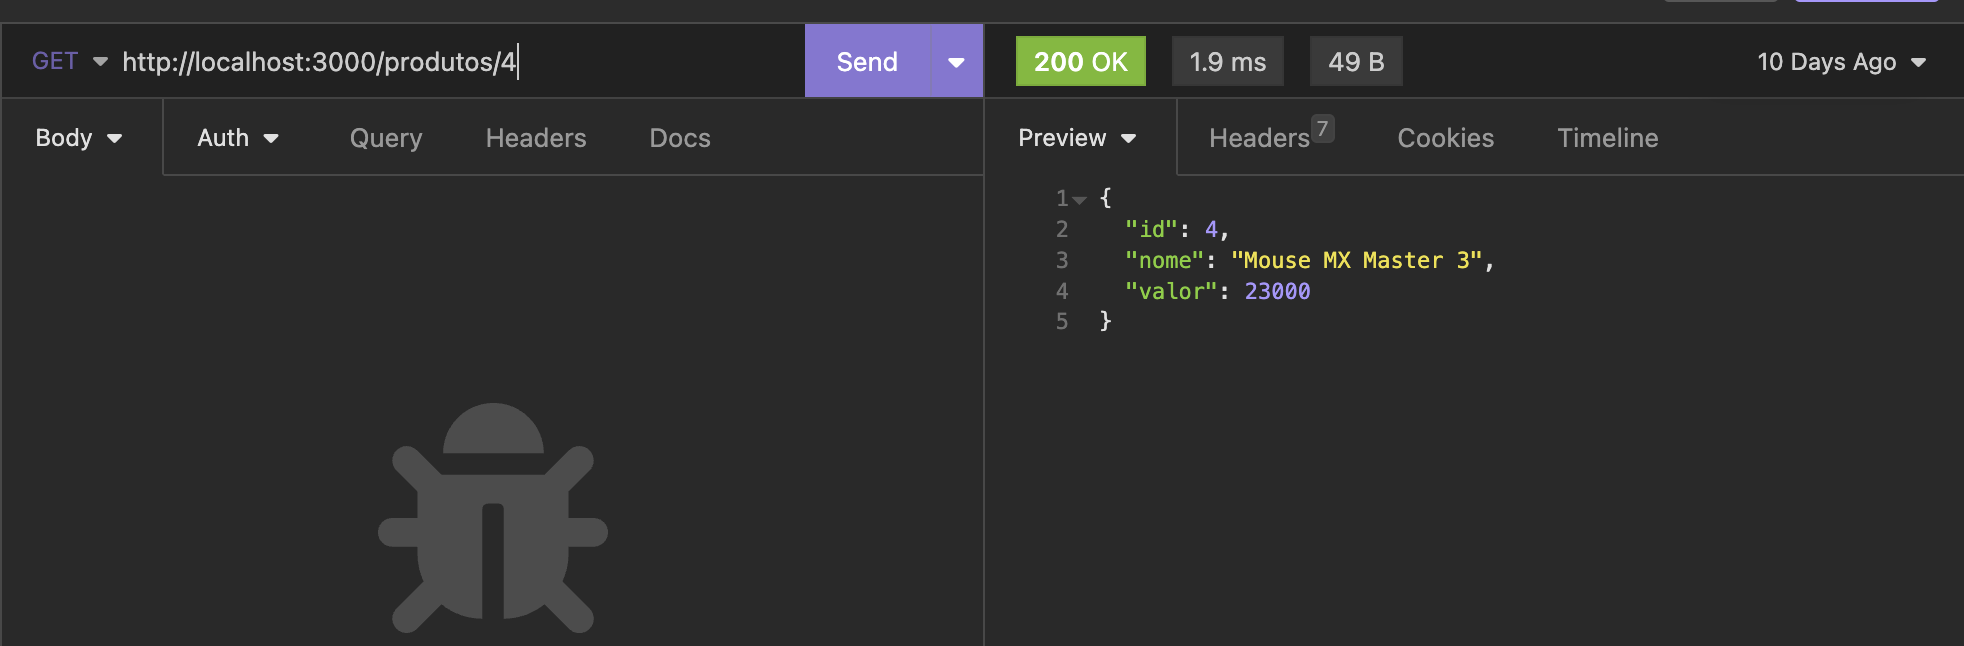 GET http://localhost:3000/produtos/4 Send 200 OK 1.9 ms 49 B 10 Days Ago
Body Auth Query Headers Docs Preview Headers 7 Cookies Timeline
1 {
2 "id": 4,
3 "nome": "Mouse MX Master 3",
4 "valor": 23000
5 }